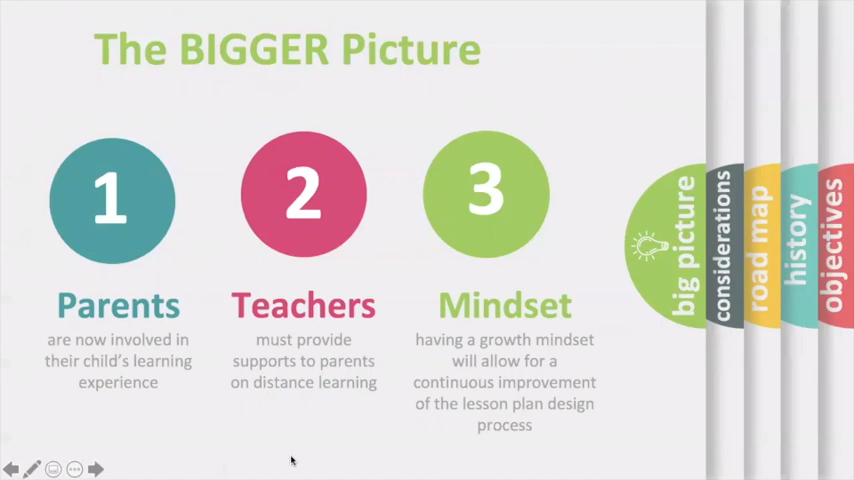 The BIGGER Picture
1
Parents
are now involved in
their child's learning
experience
2
Teachers
must provide
supports to parents
on distance learning
3
Mindset
having a growth mindset
will allow for a
continuous improvement
of the lesson plan design
process
big picture
considerations
road map
history
objectives